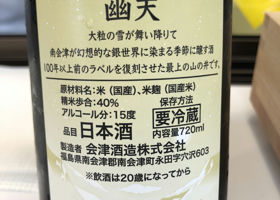 幽天
大粒の雪が舞い降りて
南会津が幻想的な銀世界に染まる季節に醸す酒
100年以上前のラベルを復刻させた最上の山の井です。
原材料名:米(国産)、米麹(国産米)
精米歩合:40%
アルコール分:15度
保存方法
要冷蔵
品目 日本酒
内容量720ml
製造者 会津酒造株式会社
福島県南会津郡南会津町永田字穴沢603
※飲酒は20歳になってから